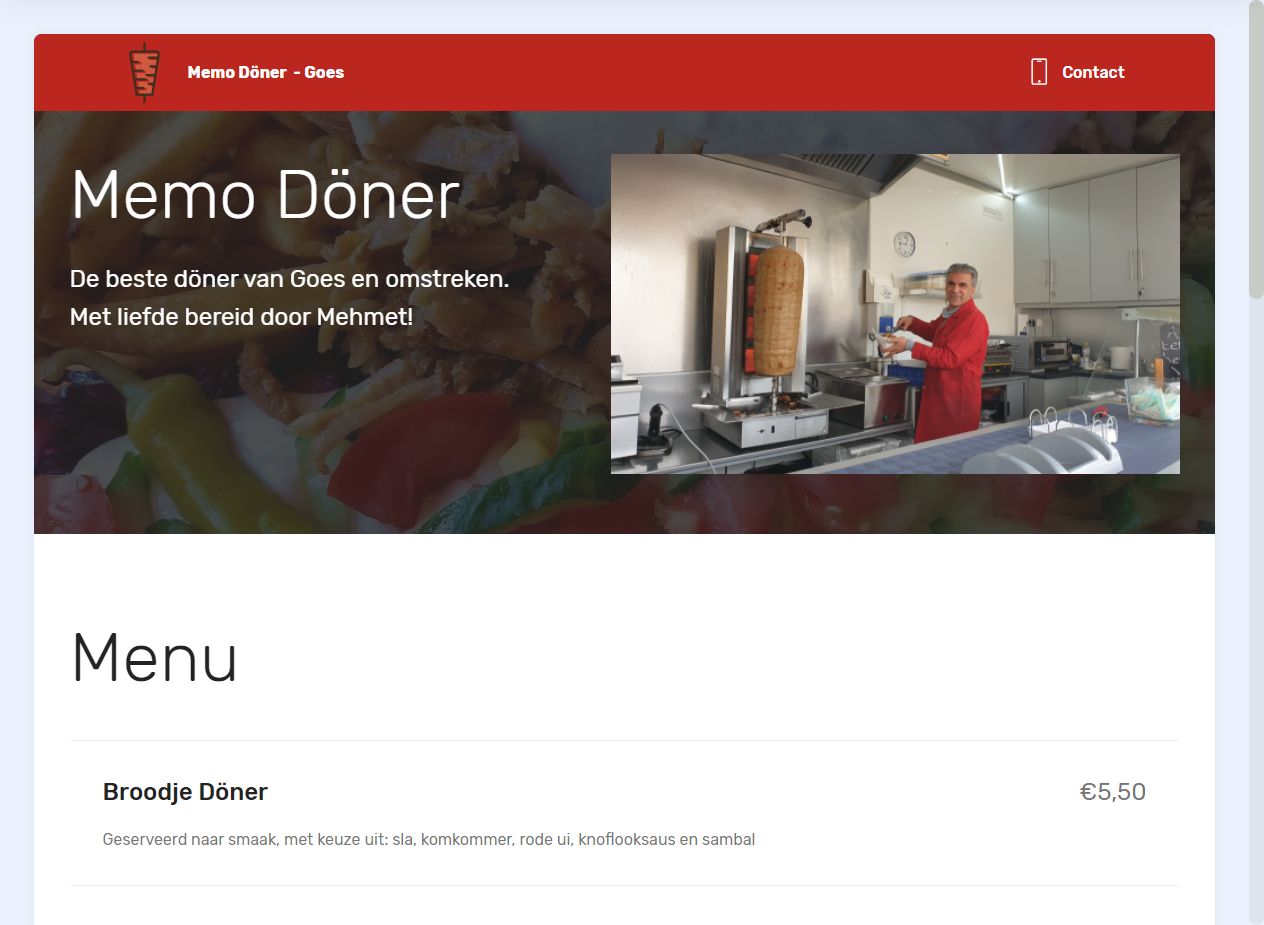 Memo Döner - Goes
Contact
Memo Döner
De beste döner van Goes en omstreken.
Met liefde bereid door Mehmet!
Menu
Broodje Döner
€5,50
Geserveerd naar smaak, met keuze uit: sla, komkommer, rode ui, knoflooksaus en sambal